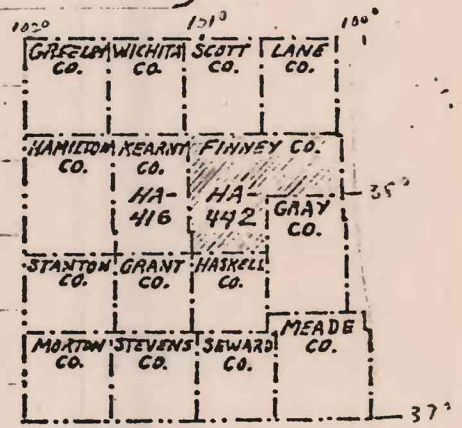 102° 101° 100°
GREELEY WICHITA SCOTT LANE
CO. CO. CO. CO.
HAMILTON KEARNY FINNEY CO.
CO. CO.
HA- HA-
416 442 GRAY
CO.
38°
STANTON GRANT HASKELL
CO. CO. CO.
MEADE
CO.
MORTON STEVENS SEWARD
CO. CO. CO.
37°